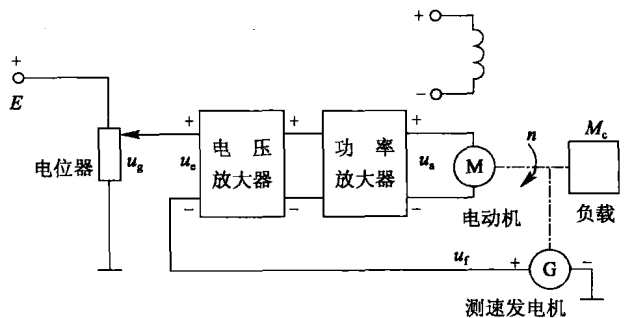 +
−
+
E
电位器
u_g
+
u_e
−
电 压
放大器
+
−
功 率
放大器
+
u_a
−
M
电动机
n
M_c
负载
u_f
+
G
−
测速发电机